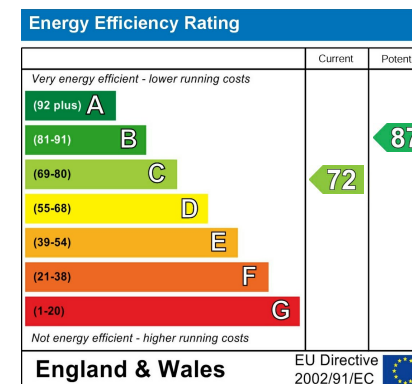 Energy Efficiency Rating
Current Potent
Very energy efficient - lower running costs
(92 plus) A
(81-91) B
87
(69-80) C
72
(55-68) D
(39-54) E
(21-38) F
(1-20) G
Not energy efficient - higher running costs
England & Wales
EU Directive
2002/91/EC